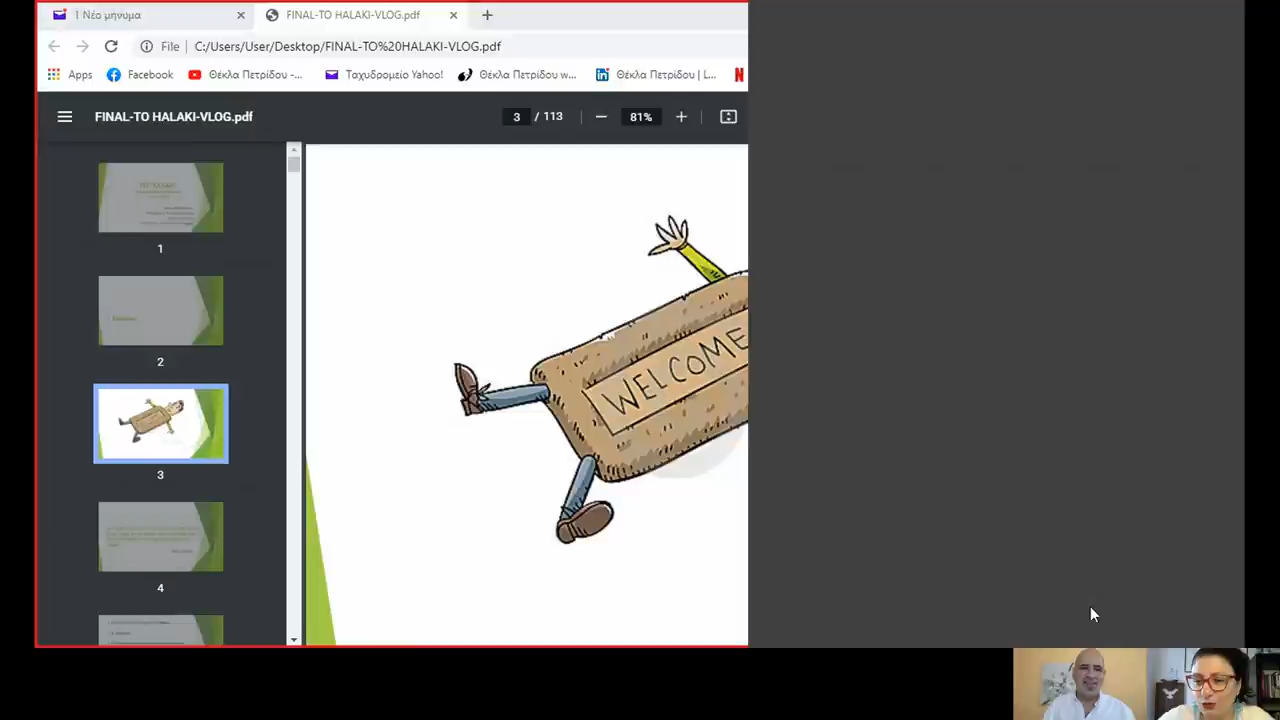 1 Νέο μήνυμα
FINAL-TO HALAKI-VLOG.pdf
File
C:/Users/User/Desktop/FINAL-TO%20HALAKI-VLOG.pdf
Apps
Facebook
Θέκλα Πετρίδου -...
Ταχυδρομείο Yahoo!
Θέκλα Πετρίδου w...
Θέκλα Πετρίδου | L...
FINAL-TO HALAKI-VLOG.pdf
3 / 113
81%
1
2
3
4
WELCOME